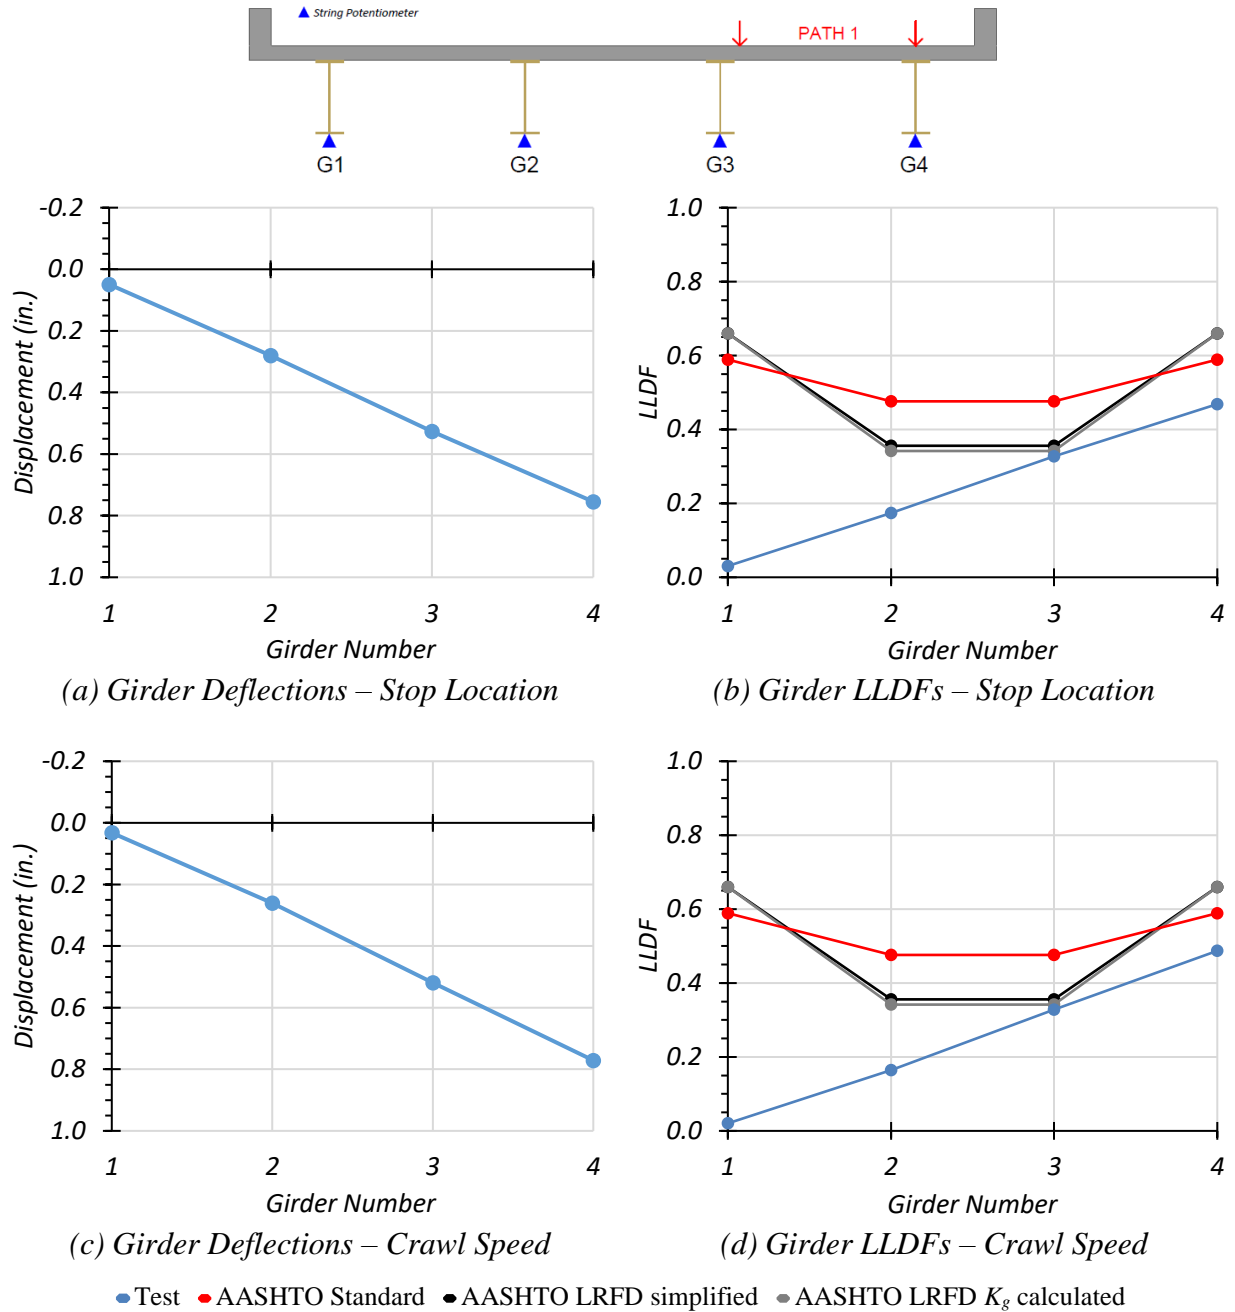 String Potentiometer
PATH 1
G1 G2 G3 G4
-0.2
0.0
0.2
0.4
0.6
0.8
1.0
Displacement (in.)
1 2 3 4
Girder Number
(a) Girder Deflections – Stop Location
1.0
0.8
0.6
0.4
0.2
0.0
LLDF
1 2 3 4
Girder Number
(b) Girder LLDFs – Stop Location
-0.2
0.0
0.2
0.4
0.6
0.8
1.0
Displacement (in.)
1 2 3 4
Girder Number
(c) Girder Deflections – Crawl Speed
1.0
0.8
0.6
0.4
0.2
0.0
LLDF
1 2 3 4
Girder Number
(d) Girder LLDFs – Crawl Speed
Test AASHTO Standard AASHTO LRFD simplified AASHTO LRFD Kg calculated